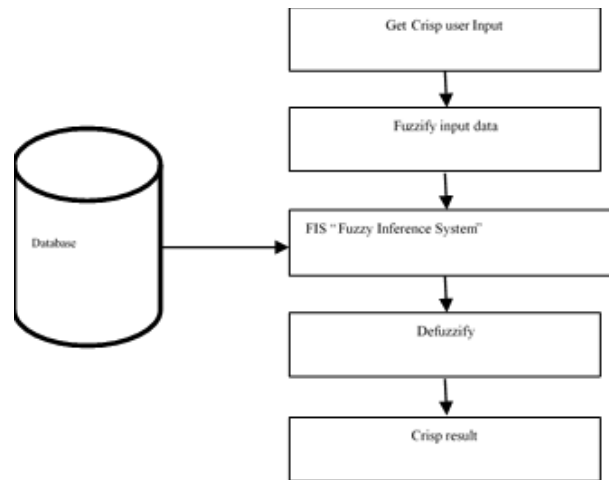 Get Crisp user Input
Fuzzify input data
Database
FIS “Fuzzy Inference System”
Defuzzify
Crisp result